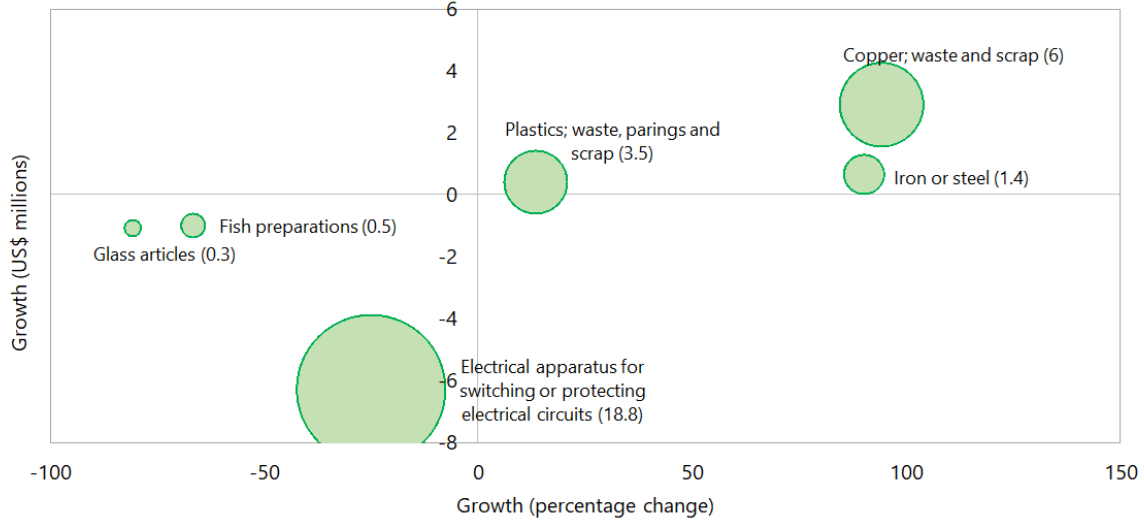 6
Copper; waste and scrap (6)
4
Plastics; waste, parings and
scrap (3.5)
2
Iron or steel (1.4)
0
Fish preparations (0.5)
Glass articles (0.3)
-2
-4
Electrical apparatus for
switching or protecting
electrical circuits (18.8)
-6
-8
Growth (US$ millions)
-100
-50
0
50
100
150
Growth (percentage change)